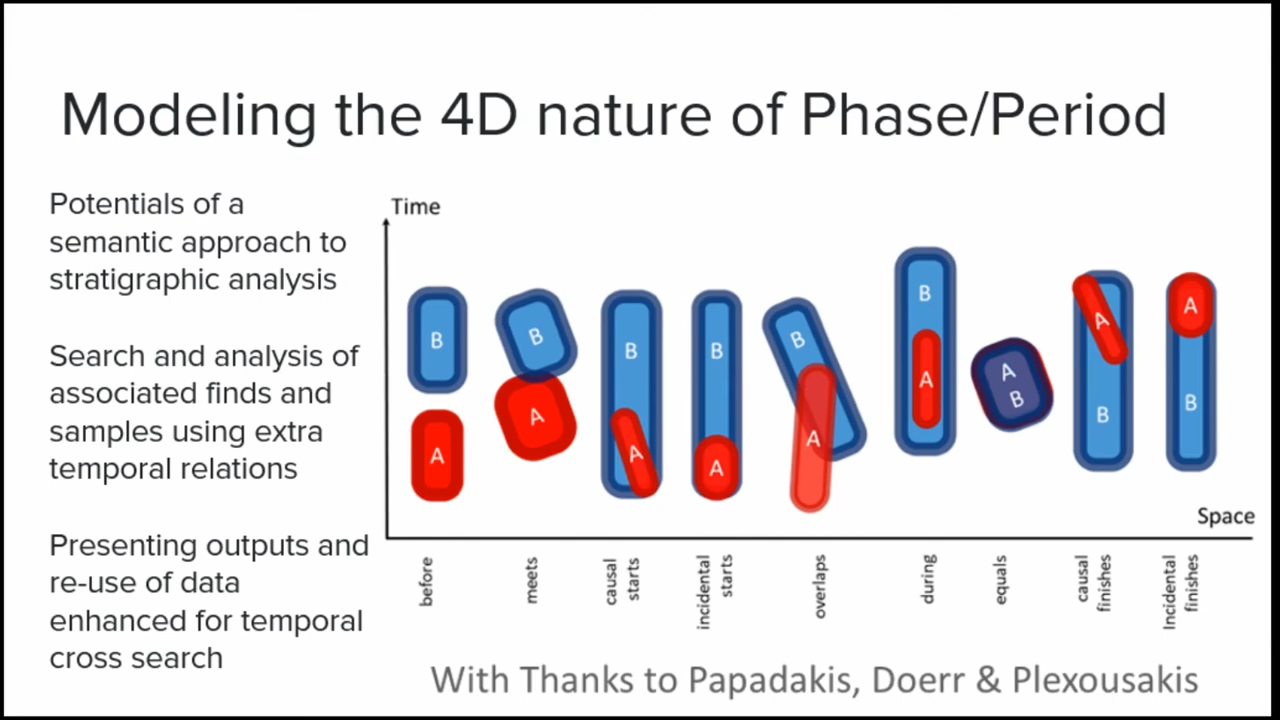 Modeling the 4D nature of Phase/Period
Potentials of a
semantic approach to
stratigraphic analysis
Search and analysis of
associated finds and
samples using extra
temporal relations
Presenting outputs and
re-use of data
enhanced for temporal
cross search
Time
B
A
B
A
B
A
B
A
B
A
B
A
A
B
A
B
A
B
Space
before
meets
causal
starts
incidental
starts
overlaps
during
equals
causal
finishes
Incidental
finishes
With Thanks to Papadakis, Doerr & Plexousakis